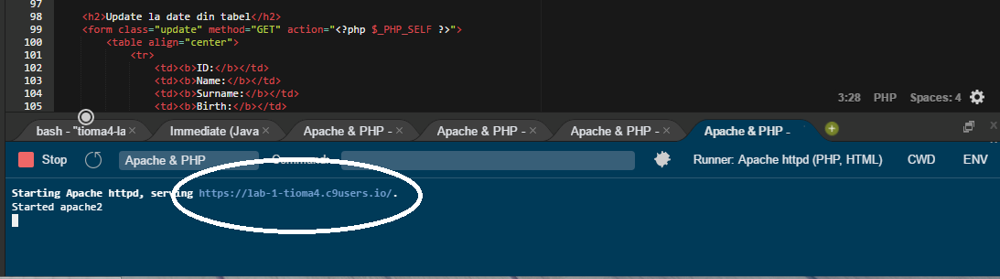 97
98 <h2>Update la date din tabel</h2>
99 <form class="update" method="GET" action="<?php $_PHP_SELF ?>">
100 <table align="center">
101 <tr>
102 <td><b>ID:</b></td>
103 <td><b>Name:</b></td>
104 <td><b>Surname:</b></td>
105 <td><b>Birth:</b></td>
3:28 PHP Spaces: 4
bash - "tioma4-la Immediate (Java Apache & PHP - Apache & PHP - Apache & PHP - Apache & PHP -
Stop Apache & PHP Command: Runner: Apache httpd (PHP, HTML) CWD ENV
Starting Apache httpd, serving https://lab-1-tioma4.c9users.io/.
Started apache2